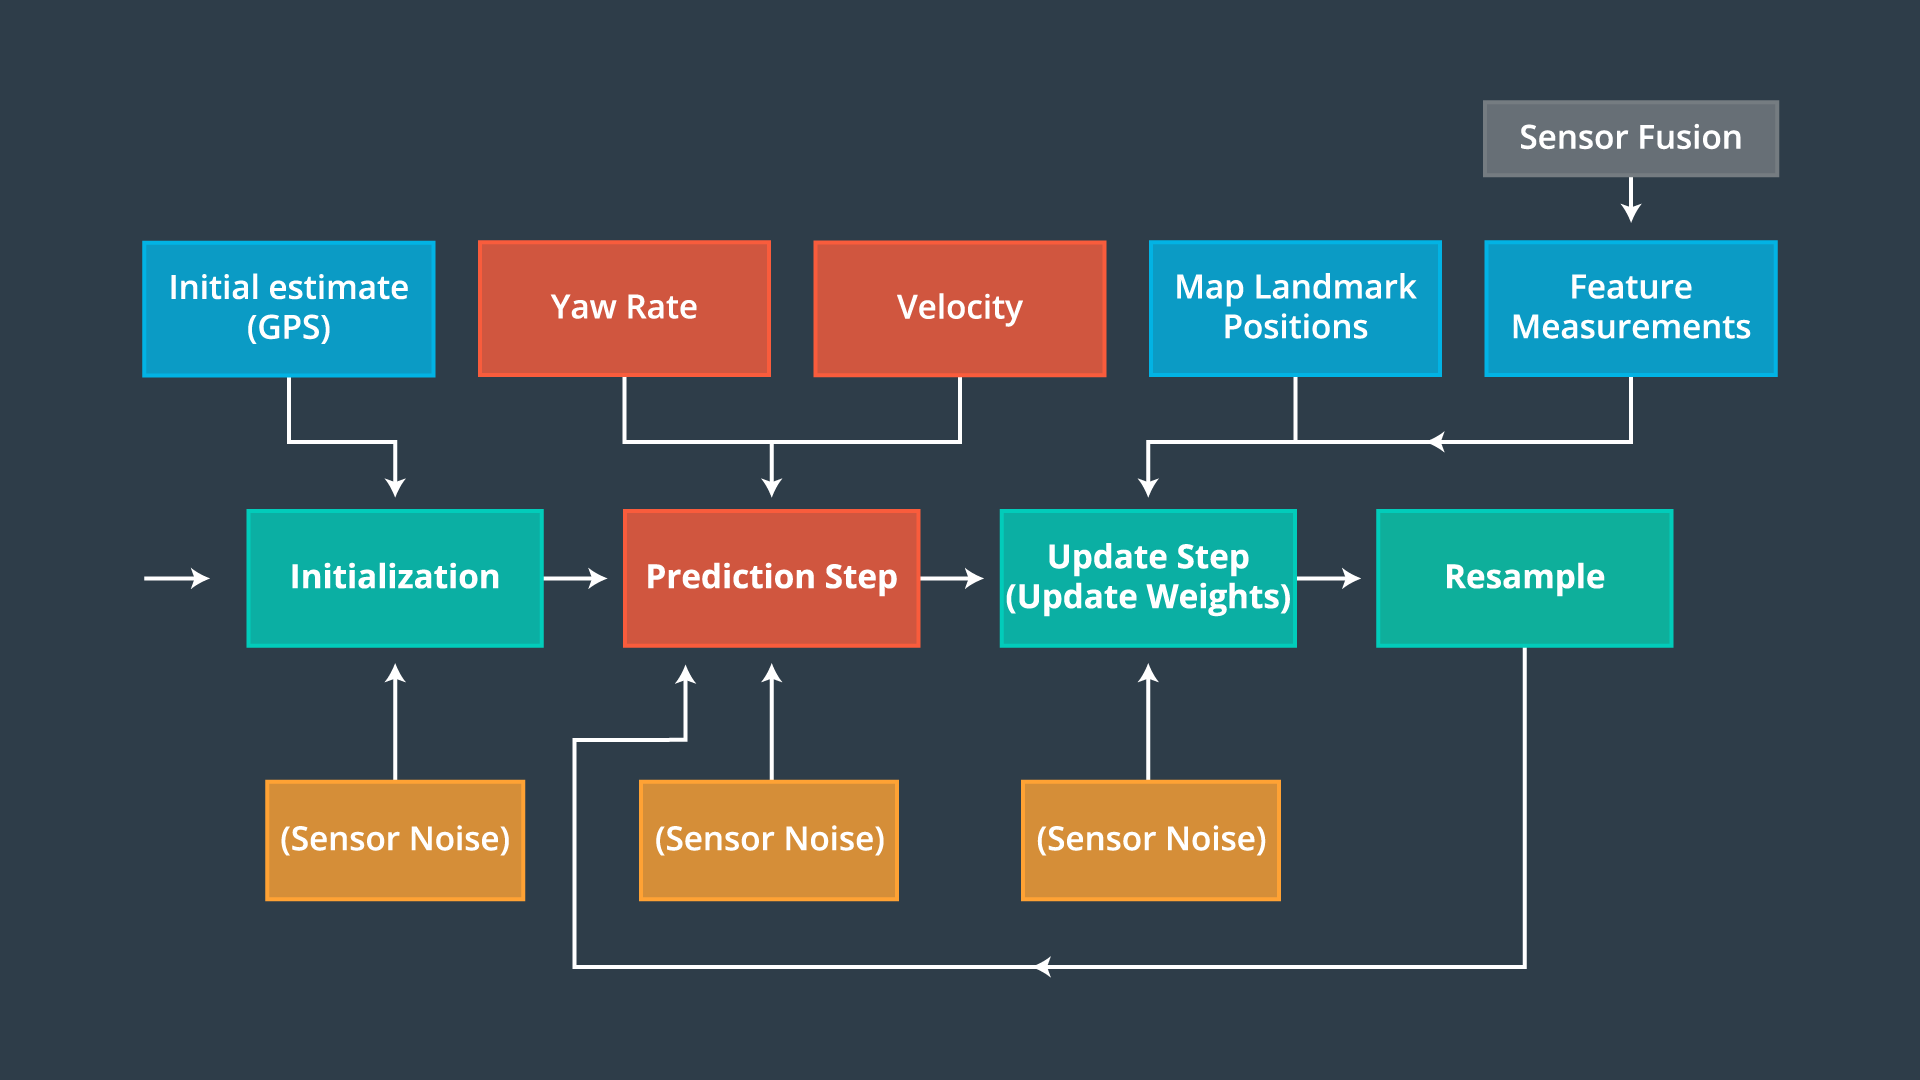 Sensor Fusion
Initial estimate
(GPS)
Yaw Rate
Velocity
Map Landmark
Positions
Feature
Measurements
Initialization
Prediction Step
Update Step
(Update Weights)
Resample
(Sensor Noise)
(Sensor Noise)
(Sensor Noise)